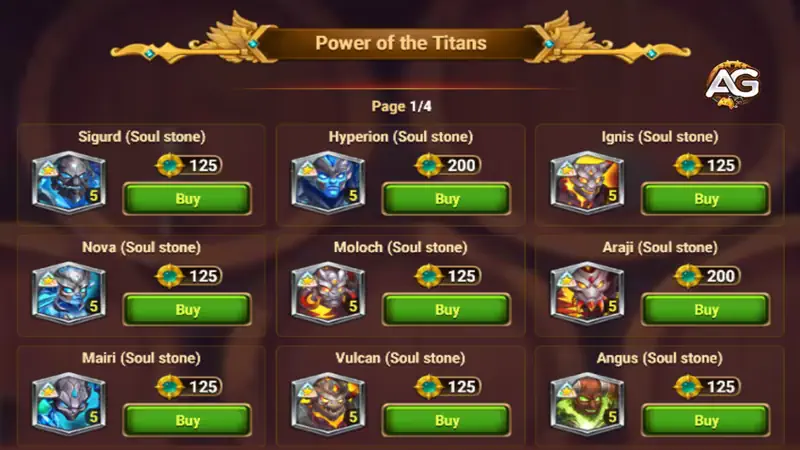 Power of the Titans
AG
Page 1/4
Sigurd (Soul stone)
125
5
Buy
Hyperion (Soul stone)
200
5
Buy
Ignis (Soul stone)
125
5
Buy
Nova (Soul stone)
125
5
Buy
Moloch (Soul stone)
125
5
Buy
Araji (Soul stone)
200
5
Buy
Mairi (Soul stone)
125
5
Buy
Vulcan (Soul stone)
125
5
Buy
Angus (Soul stone)
125
5
Buy